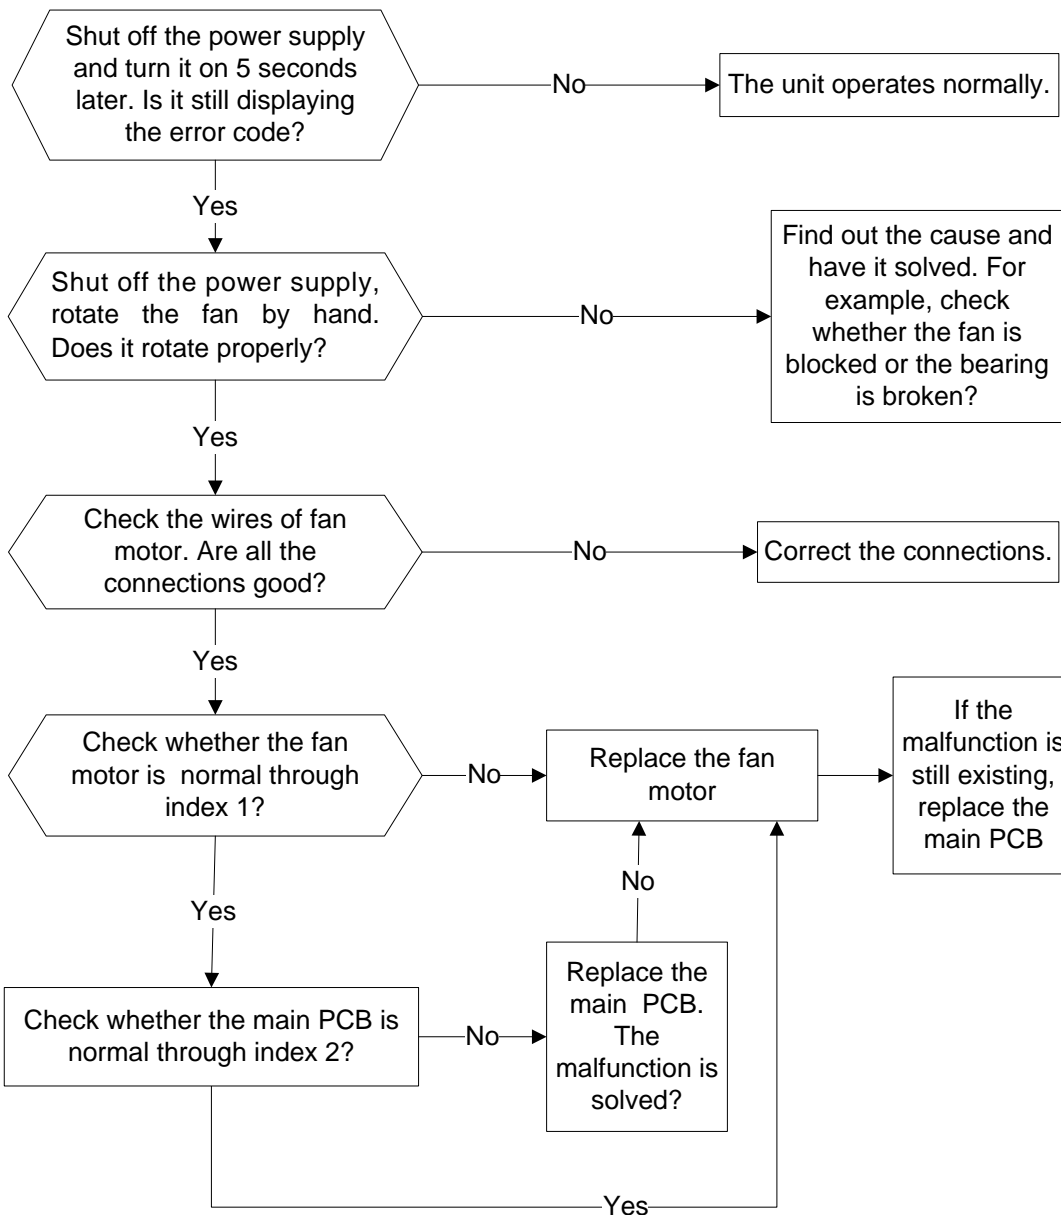 Shut off the power supply
and turn it on 5 seconds
later. Is it still displaying
the error code?
No
The unit operates normally.
Yes
Shut off the power supply,
rotate the fan by hand.
Does it rotate properly?
No
Find out the cause and
have it solved. For
example, check
whether the fan is
blocked or the bearing
is broken?
Yes
Check the wires of fan
motor. Are all the
connections good?
No
Correct the connections.
Yes
Check whether the fan
motor is normal through
index 1?
No
Replace the fan
motor
If the
malfunction is
still existing,
replace the
main PCB
Yes
No
Check whether the main PCB is
normal through index 2?
No
Replace the
main PCB.
The
malfunction is
solved?
Yes